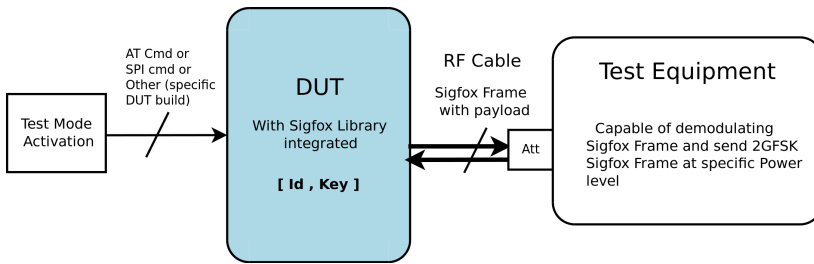 Test Mode
Activation
AT Cmd or
SPI cmd or
Other (specific
DUT build)
DUT
With Sigfox Library
integrated
[ Id , Key ]
RF Cable
Sigfox Frame
with payload
Att
Test Equipment
Capable of demodulating
Sigfox Frame and send 2GFSK
Sigfox Frame at specific Power
level